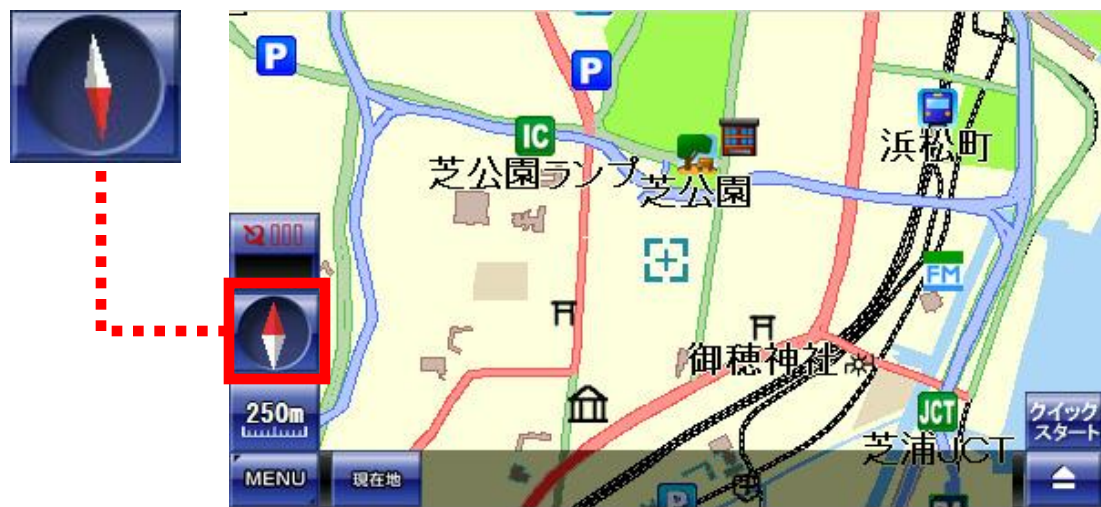 P
P
IC
芝公園ランプ
芝公園
浜松町
FM
御穂神社
250m
JCT
芝浦JCT
クイック
スタート
MENU
現在地